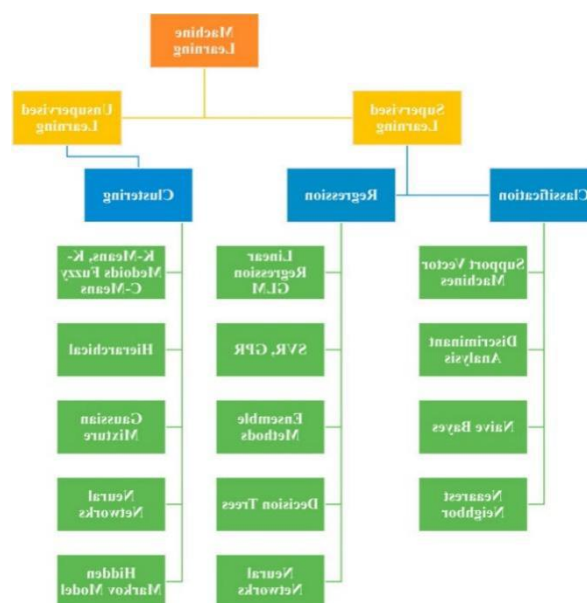 Machine
Learning
Supervised
Learning
Unsupervised
Learning
Classification
Regression
Clustering
Support Vector
Machines
Discriminant
Analysis
Naive Bayes
Neaarest
Neighbor
Linear
Regression
GLM
SVR, GPR
Ensemble
Methods
Decision Trees
Neural
Networks
K-Means, K-
Medoids Fuzzy
C-Means
Hierarchical
Gaussian
Mixture
Neural
Networks
Hidden
Markov Model